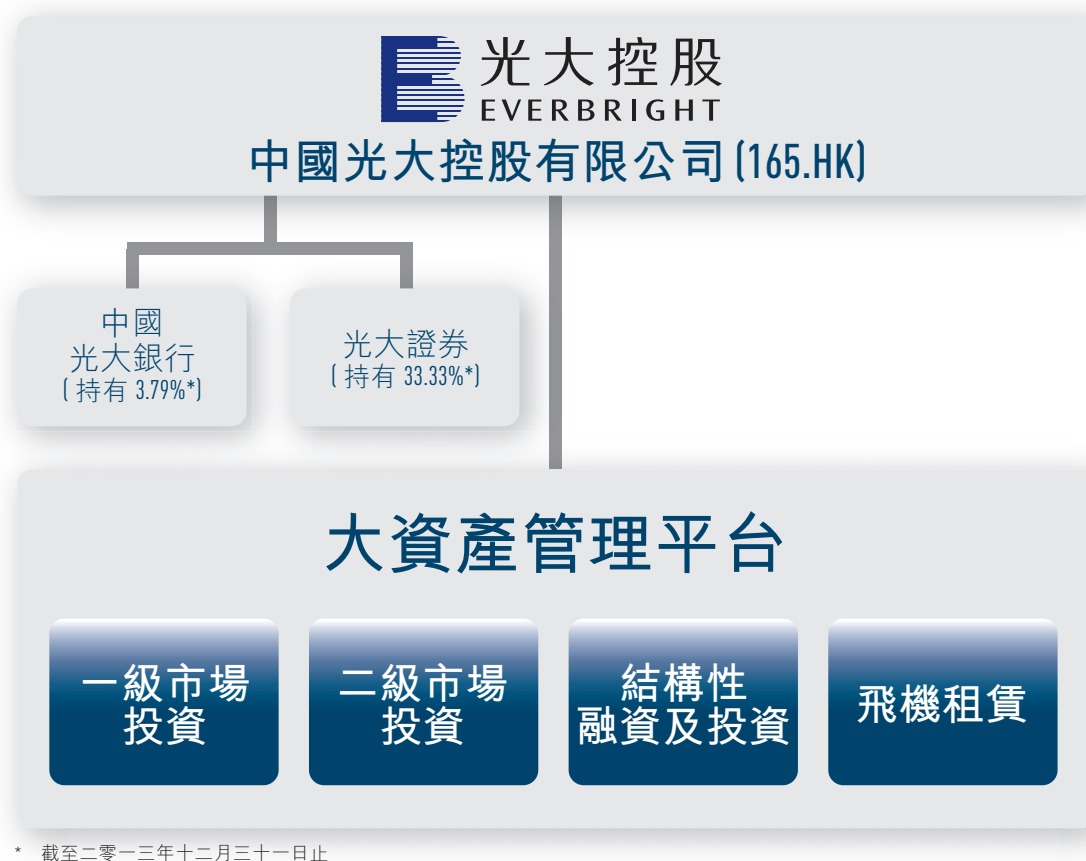 光大控股
EVERBRIGHT
中國光大控股有限公司 (165.HK)
中國
光大銀行
( 持有 3.79%*)
光大證券
( 持有 33.33%*)
大資產管理平台
一級市場
投資
二級市場
投資
結構性
融資及投資
飛機租賃
* 截至二零一三年十二月三十一日止